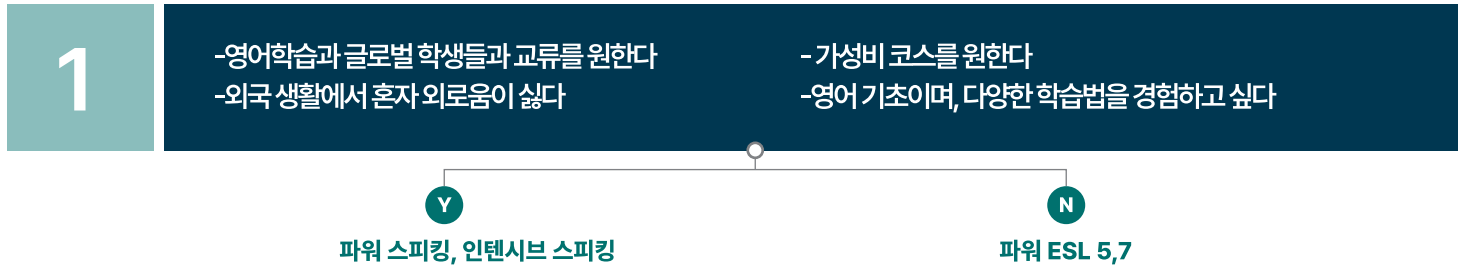 1
-영어학습과 글로벌 학생들과 교류를 원한다
-외국 생활에서 혼자 외로움이 싫다
- 가성비 코스를 원한다
-영어 기초이며, 다양한 학습법을 경험하고 싶다
Y
파워 스피킹, 인텐시브 스피킹
N
파워 ESL 5,7